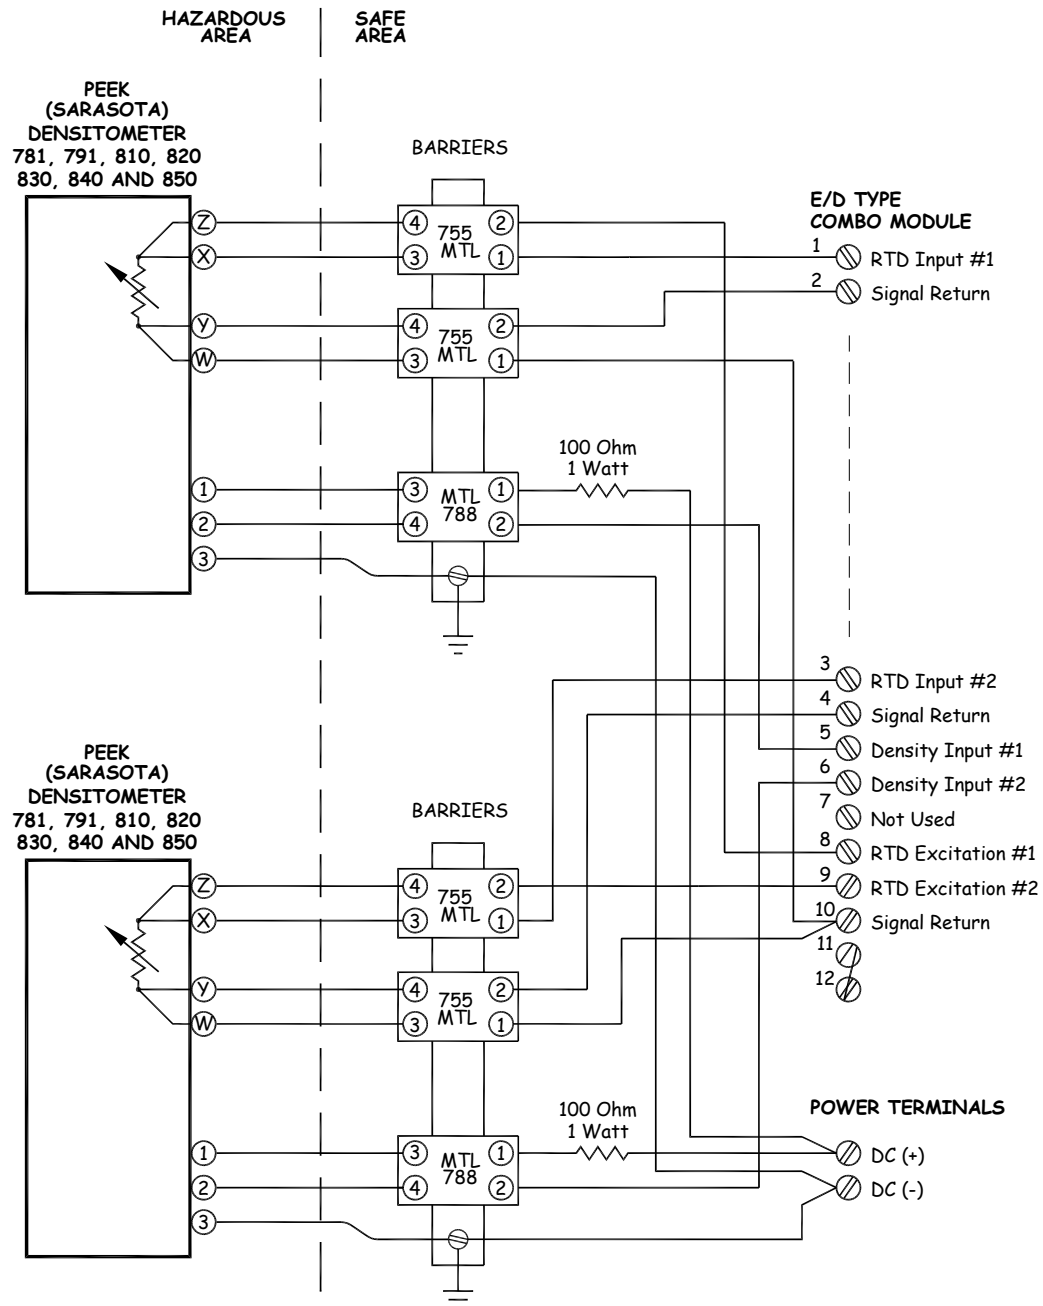 HAZARDOUS
AREA
SAFE
AREA
PEEK
(SARASOTA)
DENSITOMETER
781, 791, 810, 820
830, 840 AND 850
BARRIERS
E/D TYPE
COMBO MODULE
Z
4
755
MTL
2
X
3
1
1
RTD Input #1
2
Signal Return
Y
4
755
MTL
2
W
3
1
100 Ohm
1 Watt
1
3
MTL
788
1
2
4
2
3
3
RTD Input #2
4
Signal Return
5
Density Input #1
6
Density Input #2
7
Not Used
8
RTD Excitation #1
9
RTD Excitation #2
10
Signal Return
11
12
PEEK
(SARASOTA)
DENSITOMETER
781, 791, 810, 820
830, 840 AND 850
BARRIERS
Z
4
755
MTL
2
X
3
1
Y
4
755
MTL
2
W
3
1
100 Ohm
1 Watt
1
3
MTL
788
1
2
4
2
3
POWER TERMINALS
DC (+)
DC (-)